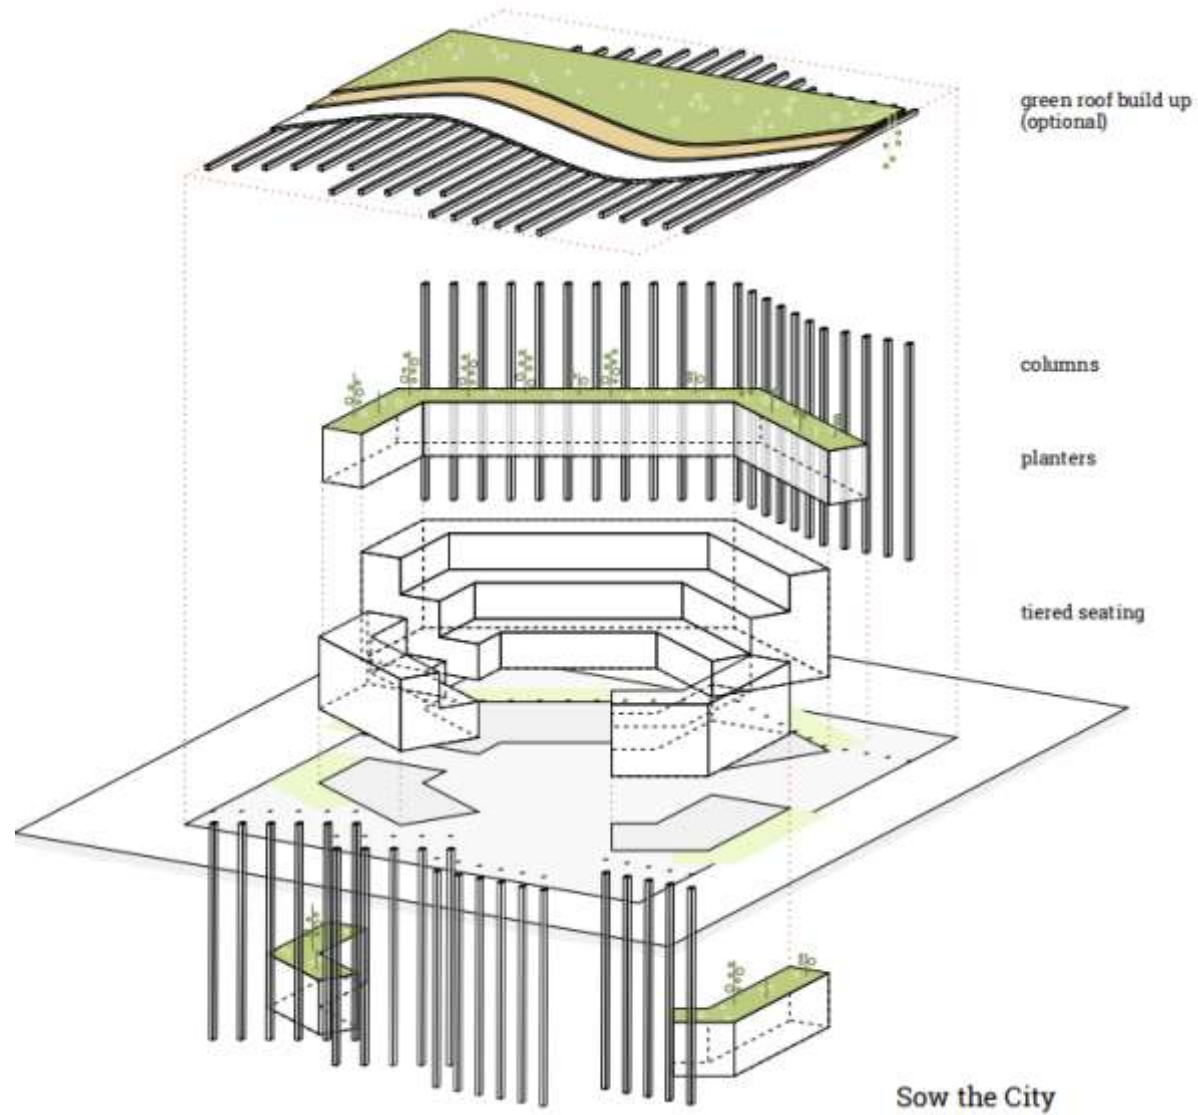 green roof build up
(optional)
columns
planters
tiered seating
Sow the City